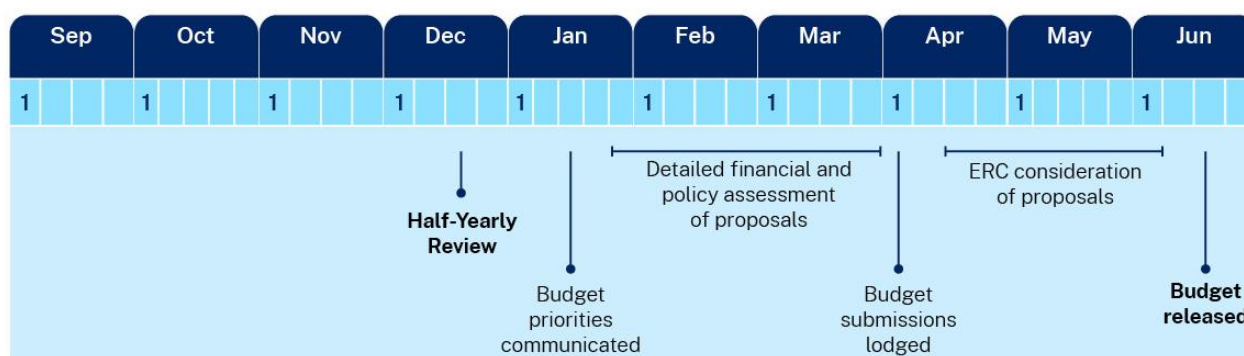 Sep Oct Nov Dec Jan Feb Mar Apr May Jun
1 1 1 1 1 1 1 1 1 1
Half-Yearly
Review
Budget
priorities
communicated
Detailed financial and
policy assessment
of proposals
Budget
submissions
lodged
ERC consideration
of proposals
Budget
released